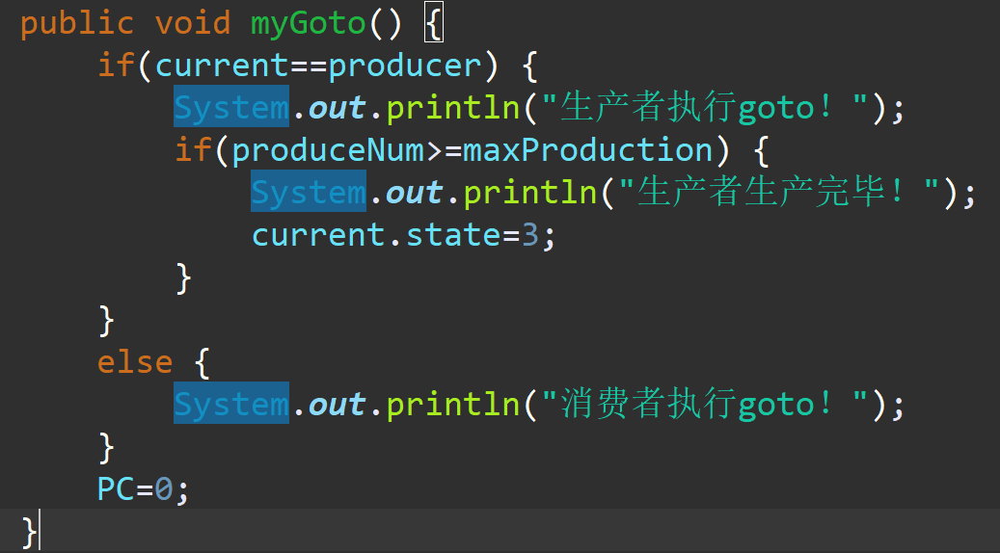 public void myGoto() {
    if(current==producer) {
        System.out.println("生产者执行goto！");
        if(produceNum>=maxProduction) {
            System.out.println("生产者生产完毕！");
            current.state=3;
        }
    }
    else {
        System.out.println("消费者执行goto！");
    }
    PC=0;
}